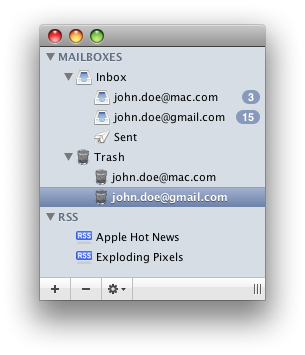 MAILBOXES
Inbox
john.doe@mac.com 3
john.doe@gmail.com 15
Sent
Trash
john.doe@mac.com
john.doe@gmail.com
RSS
RSS Apple Hot News
RSS Exploding Pixels